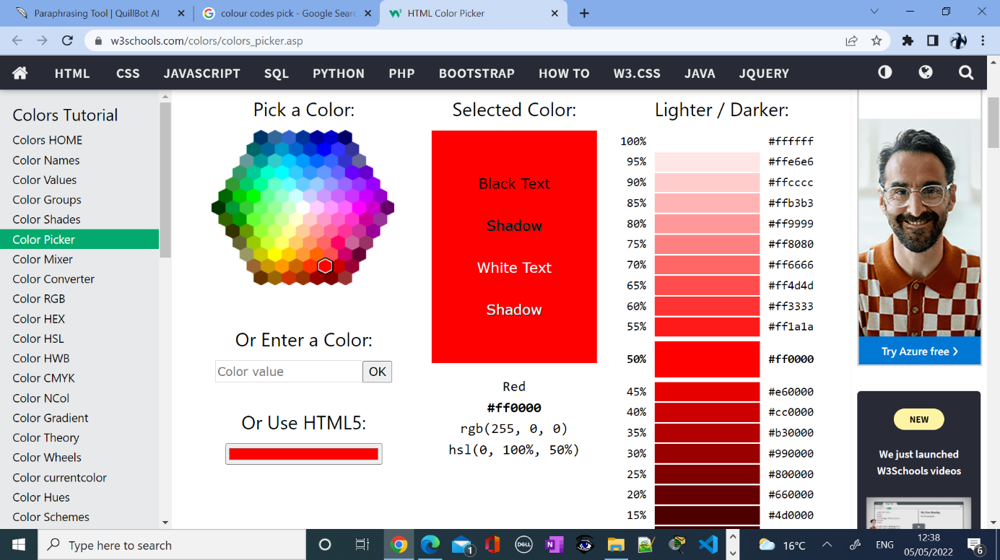 Paraphrasing Tool | QuillBot AI
colour codes pick - Google Searc
HTML Color Picker
w3schools.com/colors/colors_picker.asp
HTML CSS JAVASCRIPT SQL PYTHON PHP BOOTSTRAP HOW TO W3.CSS JAVA JQUERY
Colors Tutorial
Colors HOME
Color Names
Color Values
Color Groups
Color Shades
Color Picker
Color Mixer
Color Converter
Color RGB
Color HEX
Color HSL
Color HWB
Color CMYK
Color NCol
Color Gradient
Color Theory
Color Wheels
Color currentcolor
Color Hues
Color Schemes
Pick a Color:
Or Enter a Color:
Color value OK
Or Use HTML5:
Selected Color:
Black Text
Shadow
White Text
Shadow
Red
#ff0000
rgb(255, 0, 0)
hsl(0, 100%, 50%)
Lighter / Darker:
100% #ffffff
95% #ffe6e6
90% #ffcccc
85% #ffb3b3
80% #ff9999
75% #ff8080
70% #ff6666
65% #ff4d4d
60% #ff3333
55% #ff1a1a
50% #ff0000
45% #e60000
40% #cc0000
35% #b30000
30% #990000
25% #800000
20% #660000
15% #4d0000
Try Azure free ❯
NEW
We just launched
W3Schools videos
Type here to search
DELL
1
16°C
ENG
12:38
05/05/2022
6